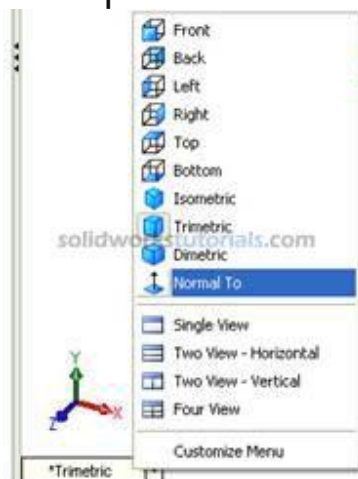 Front
Back
Left
Right
Top
Bottom
Isometric
Trimetric
solidworkstutorials.com
Dimetric
Normal To
Single View
Two View - Horizontal
Two View - Vertical
Four View
Y
X
Z
Customize Menu
*Trimetric